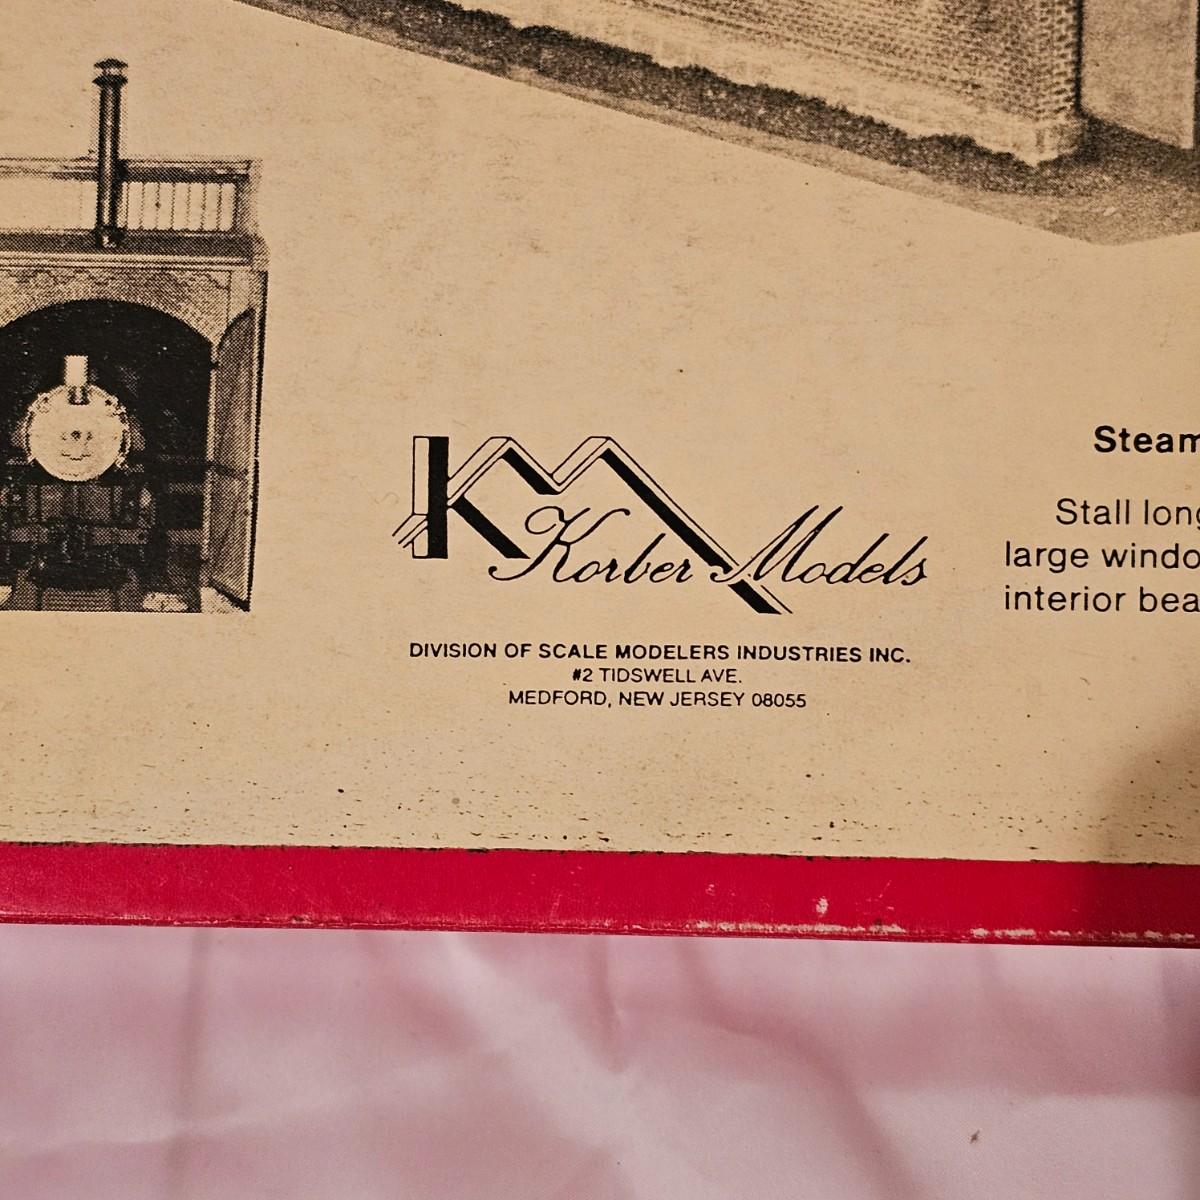 KM
Korber Models
DIVISION OF SCALE MODELERS INDUSTRIES INC.
#2 TIDSWELL AVE.
MEDFORD, NEW JERSEY 08055
Steam
Stall long
large windo
interior bea